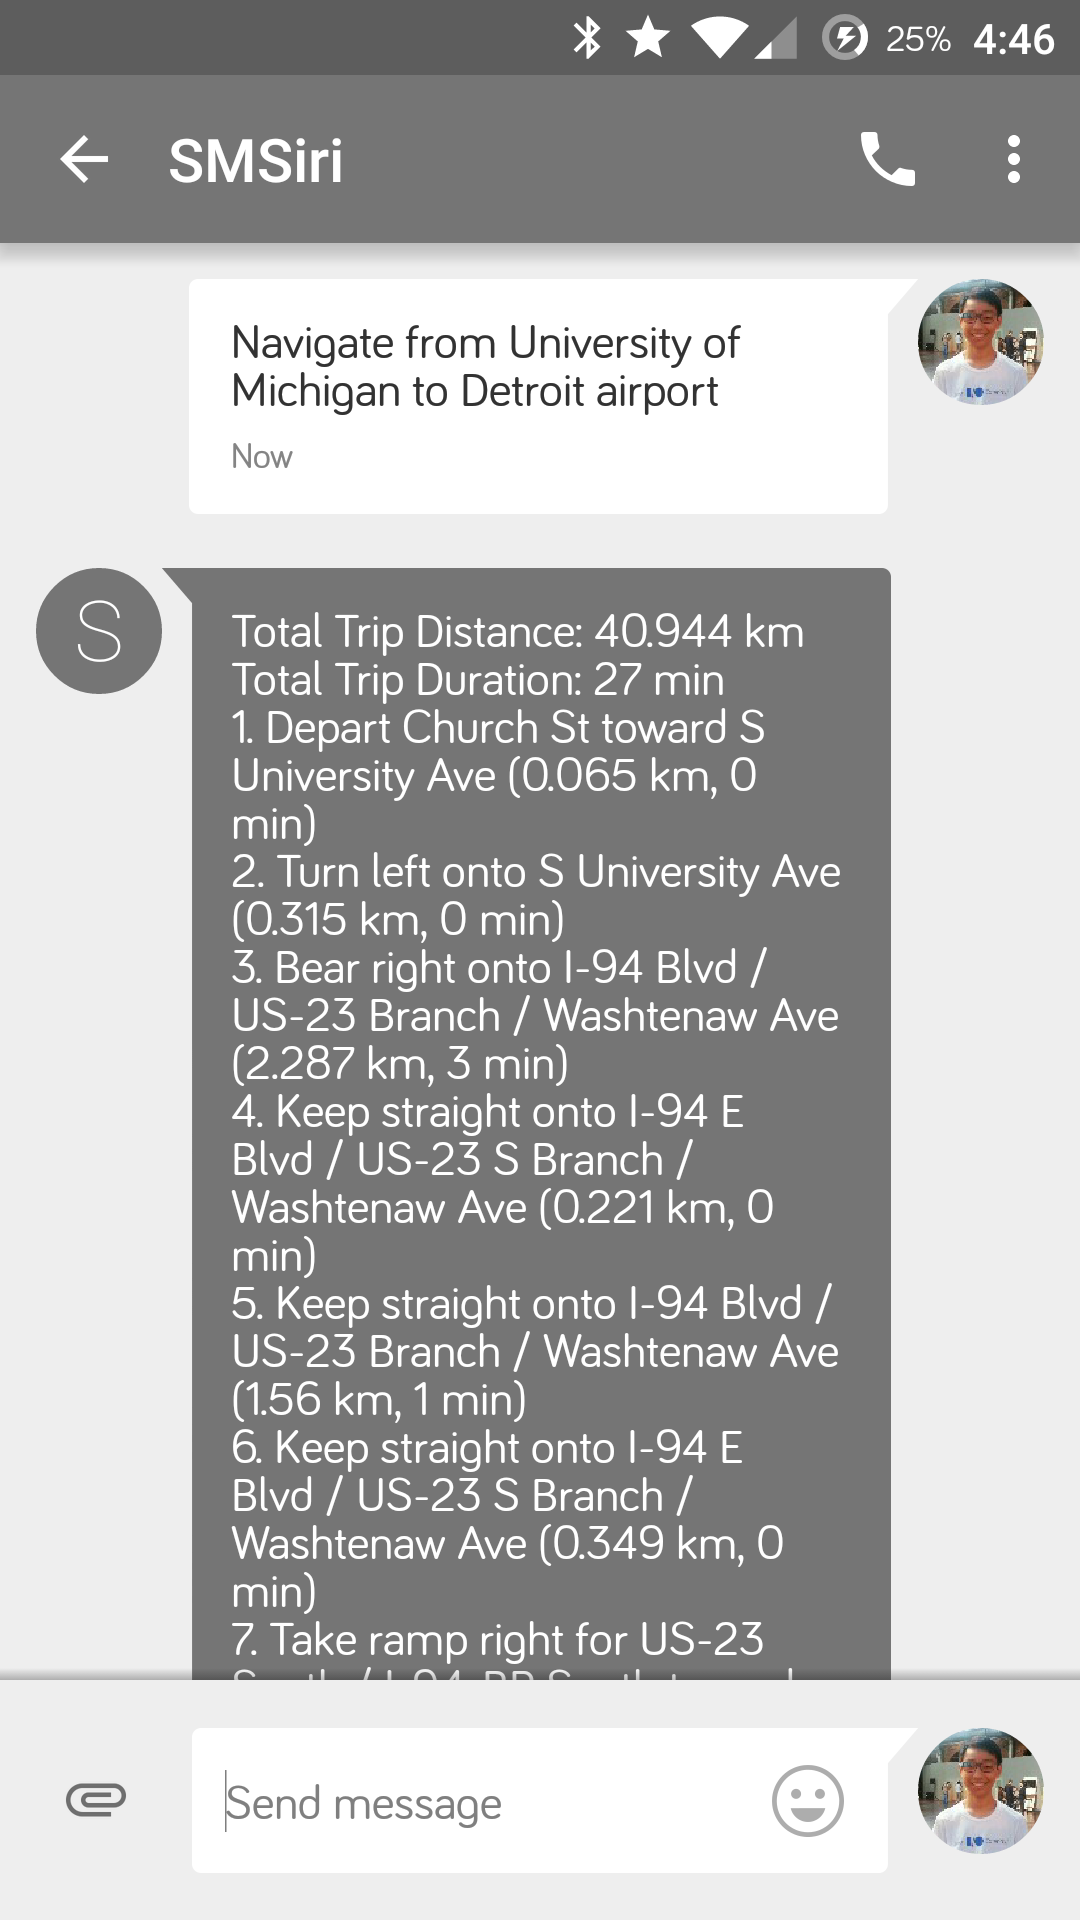 25% 4:46
SMSiri
Navigate from University of
Michigan to Detroit airport
Now
S
Total Trip Distance: 40.944 km
Total Trip Duration: 27 min
1. Depart Church St toward S
University Ave (0.065 km, 0
min)
2. Turn left onto S University Ave
(0.315 km, 0 min)
3. Bear right onto I-94 Blvd /
US-23 Branch / Washtenaw Ave
(2.287 km, 3 min)
4. Keep straight onto I-94 E
Blvd / US-23 S Branch /
Washtenaw Ave (0.221 km, 0
min)
5. Keep straight onto I-94 Blvd /
US-23 Branch / Washtenaw Ave
(1.56 km, 1 min)
6. Keep straight onto I-94 E
Blvd / US-23 S Branch /
Washtenaw Ave (0.349 km, 0
min)
7. Take ramp right for US-23
Send message